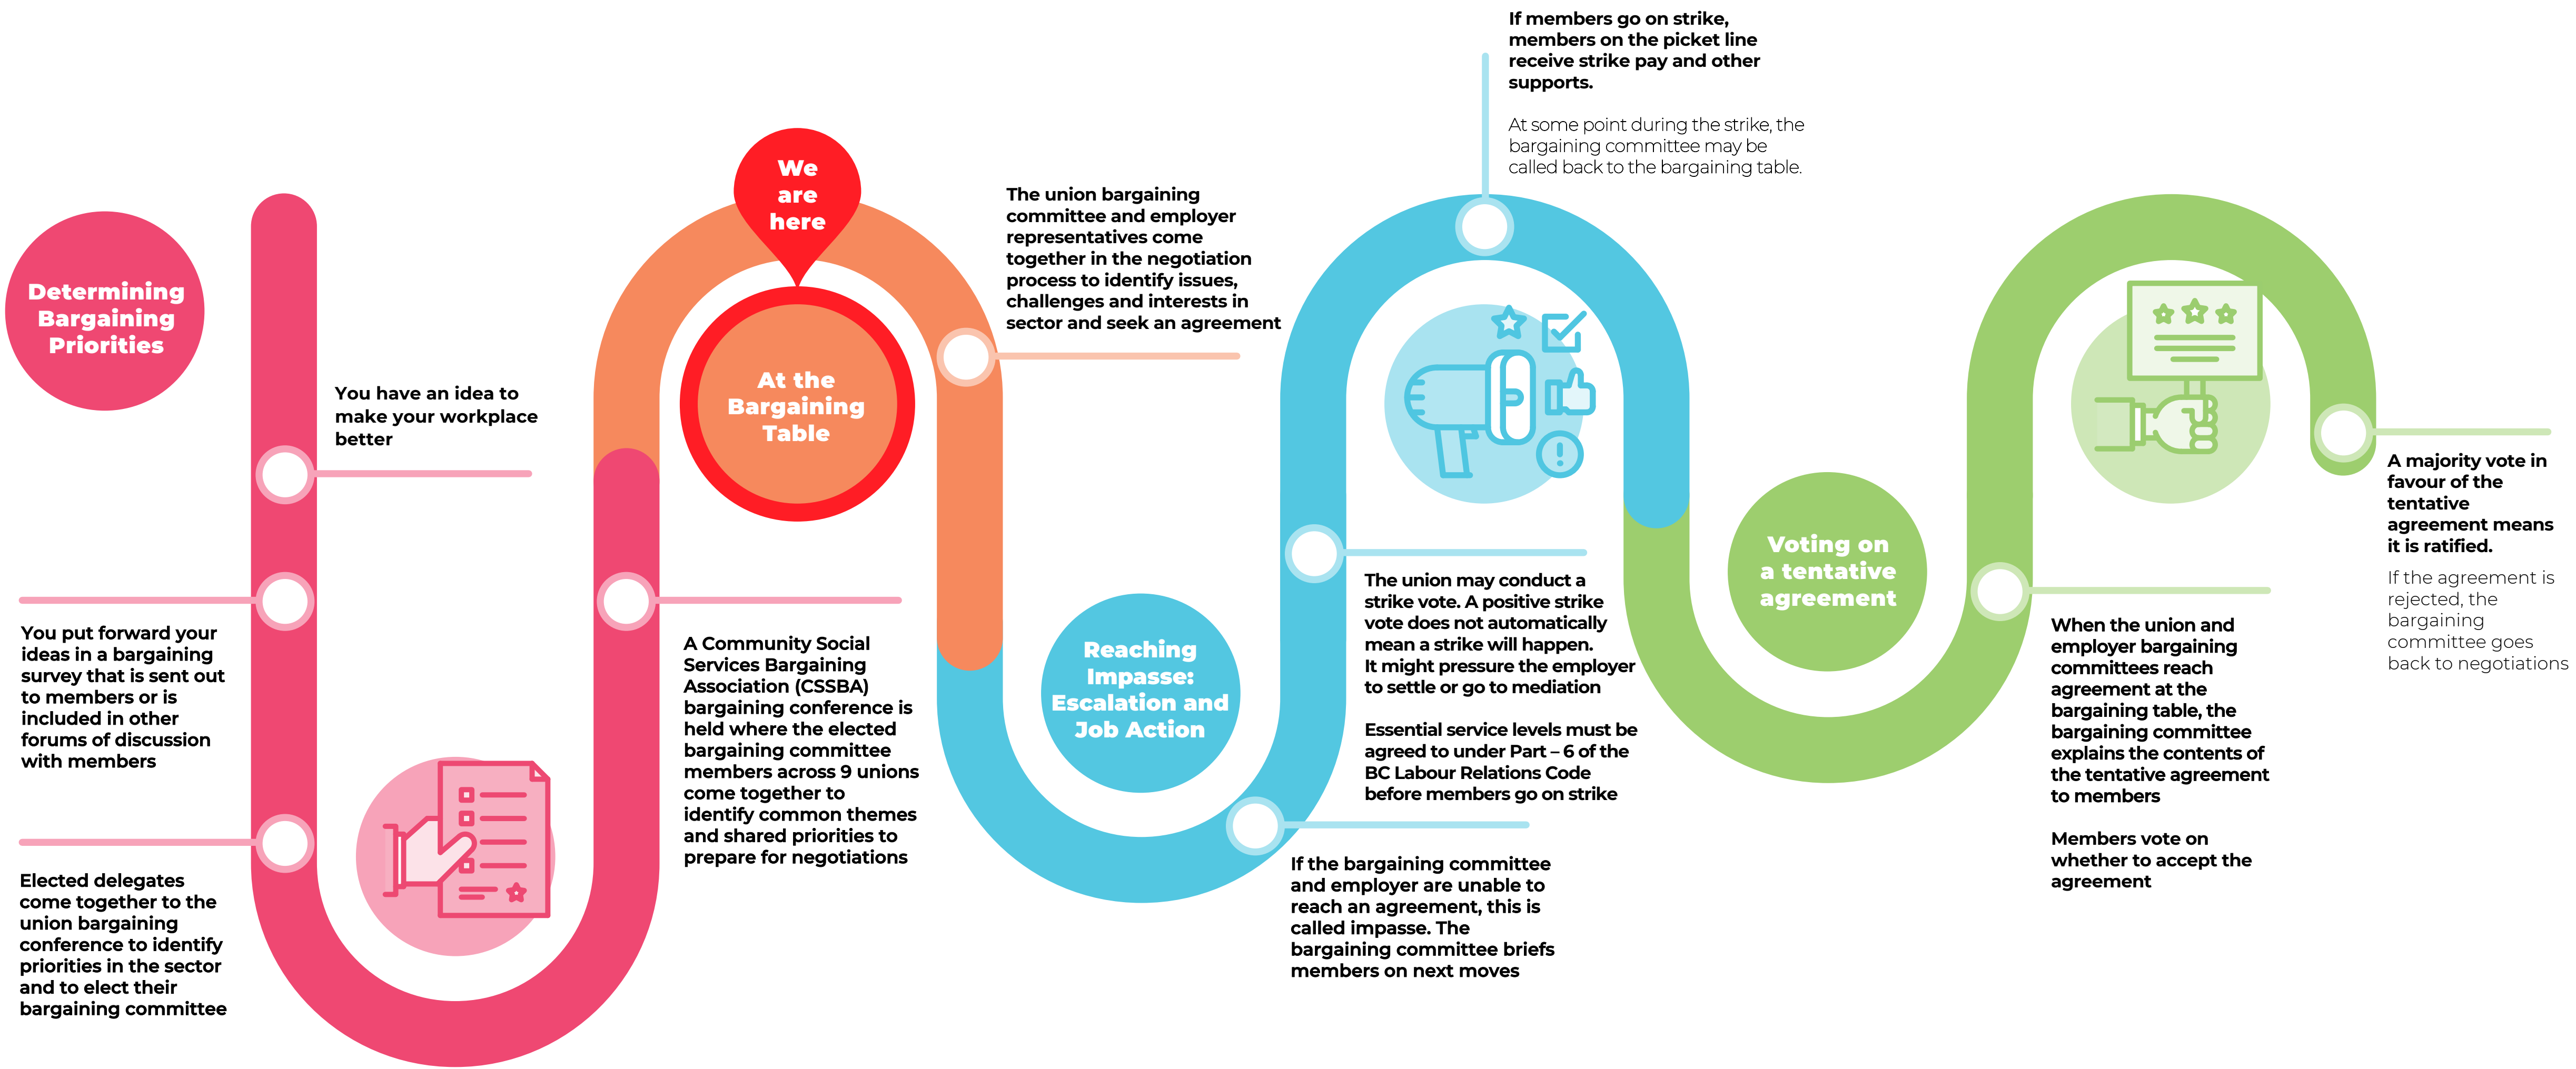 Determining
Bargaining
Priorities
You have an idea to
make your workplace
better
You put forward your
ideas in a bargaining
survey that is sent out
to members or is
included in other
forums of discussion
with members
Elected delegates
come together to the
union bargaining
conference to identify
priorities in the sector
and to elect their
bargaining committee
A Community Social
Services Bargaining
Association (CSSBA)
bargaining conference is
held where the elected
bargaining committee
members across 9 unions
come together to
identify common themes
and shared priorities to
prepare for negotiations
We
are
here
At the
Bargaining
Table
The union bargaining
committee and employer
representatives come
together in the negotiation
process to identify issues,
challenges and interests in
sector and seek an agreement
Reaching
Impasse:
Escalation and
Job Action
If the bargaining committee
and employer are unable to
reach an agreement, this is
called impasse. The
bargaining committee briefs
members on next moves
The union may conduct a
strike vote. A positive strike
vote does not automatically
mean a strike will happen.
It might pressure the employer
to settle or go to mediation
Essential service levels must be
agreed to under Part – 6 of the
BC Labour Relations Code
before members go on strike
If members go on strike,
members on the picket line
receive strike pay and other
supports.
At some point during the strike, the
bargaining committee may be
called back to the bargaining table.
Voting on
a tentative
agreement
When the union and
employer bargaining
committees reach
agreement at the
bargaining table, the
bargaining committee
explains the contents of
the tentative agreement
to members
Members vote on
whether to accept the
agreement
A majority vote in
favour of the
tentative
agreement means
it is ratified.
If the agreement is
rejected, the
bargaining
committee goes
back to negotiations